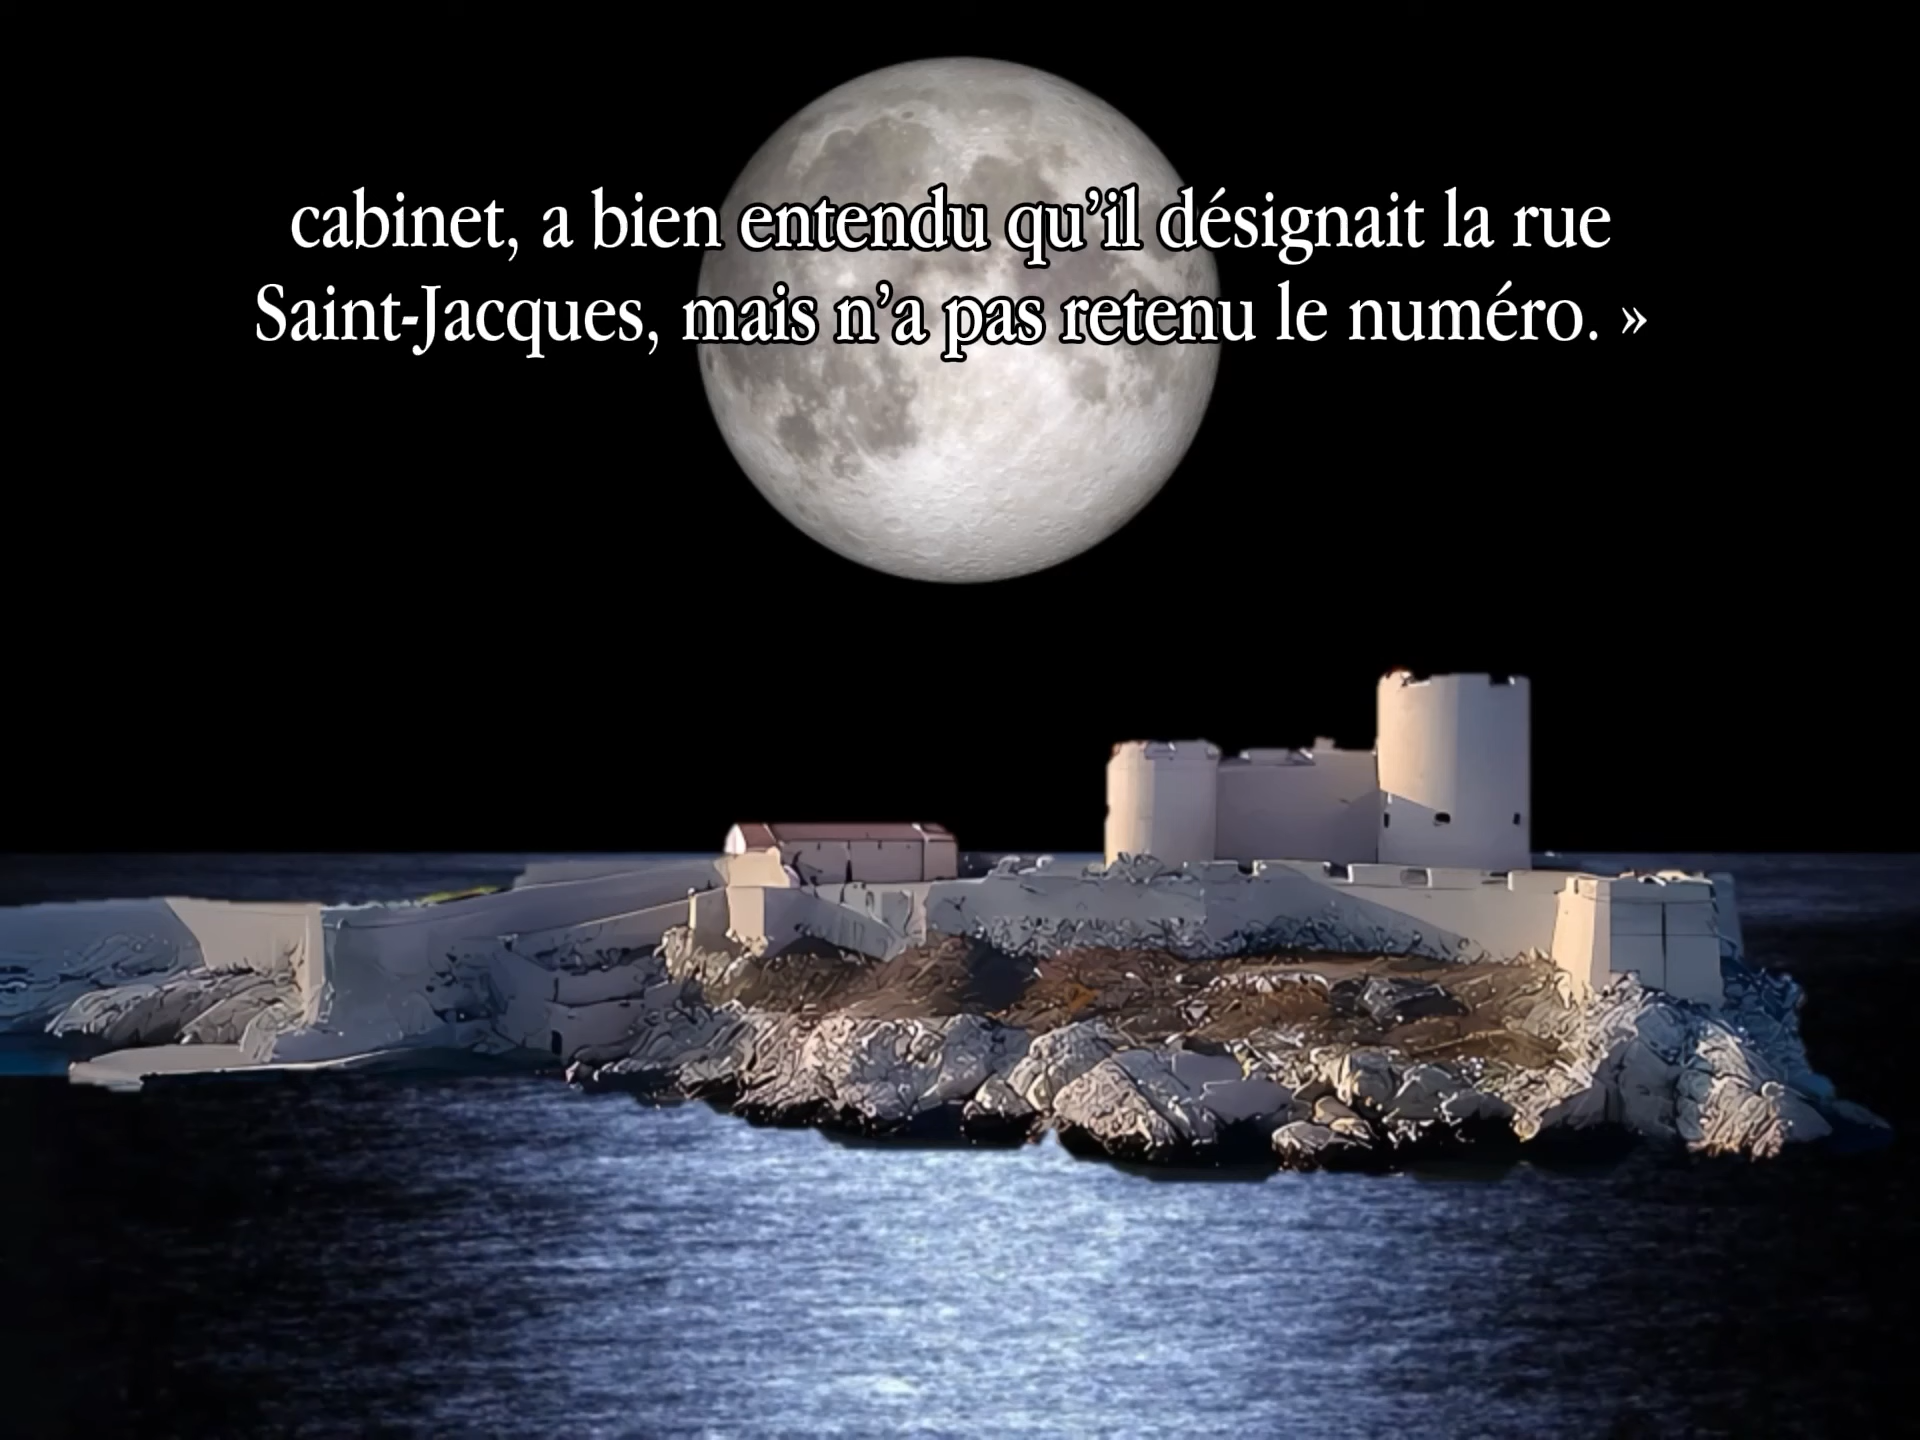 cabinet, a bien entendu qu’il désignait la rue
Saint-Jacques, mais n’a pas retenu le numéro. »